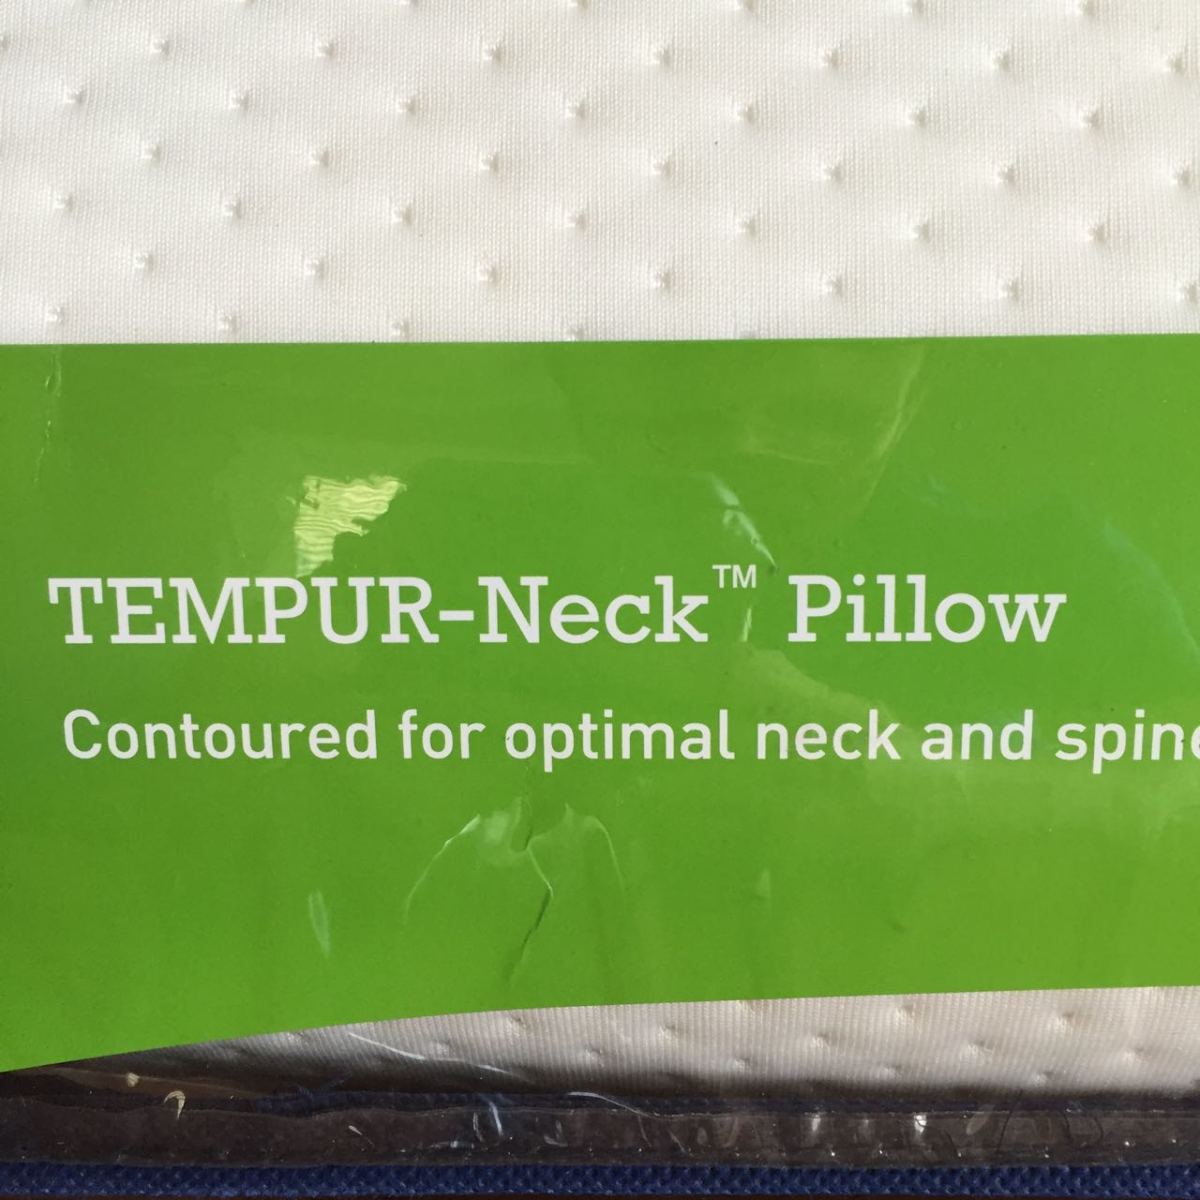 TEMPUR-Neck™ Pillow
Contoured for optimal neck and spine